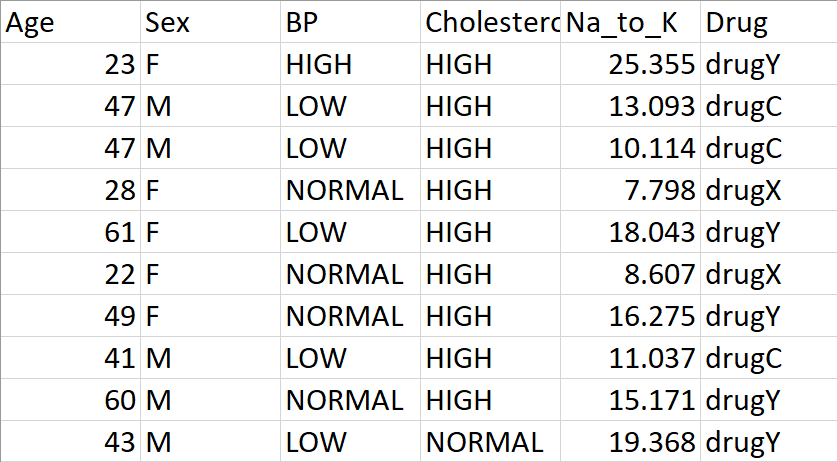 Age Sex BP Cholestero Na_to_K Drug
23 F HIGH HIGH 25.355 drugY
47 M LOW HIGH 13.093 drugC
47 M LOW HIGH 10.114 drugC
28 F NORMAL HIGH 7.798 drugX
61 F LOW HIGH 18.043 drugY
22 F NORMAL HIGH 8.607 drugX
49 F NORMAL HIGH 16.275 drugY
41 M LOW HIGH 11.037 drugC
60 M NORMAL HIGH 15.171 drugY
43 M LOW NORMAL 19.368 drugY